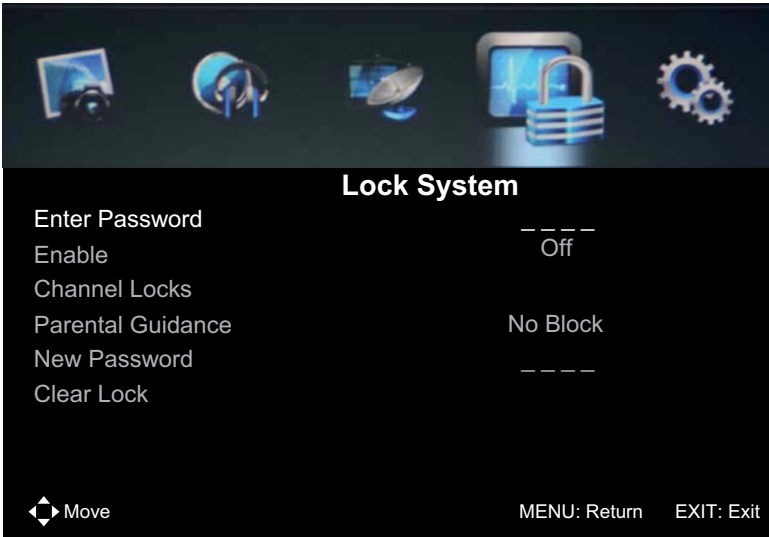 Lock System
Enter Password _ _ _ _
Enable Off
Channel Locks
Parental Guidance No Block
New Password _ _ _ _
Clear Lock
Move MENU: Return EXIT: Exit